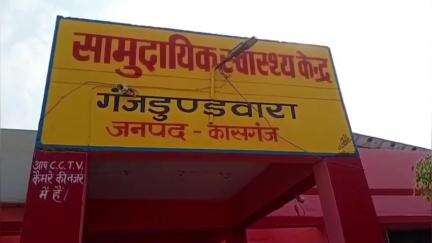 सामुदायिक स्वास्थ्य केन्द्र
गंजडुण्डवारा
जनपद - कासगंज
आप C.C.T.V.
कैमरे की नजर
में हैं।